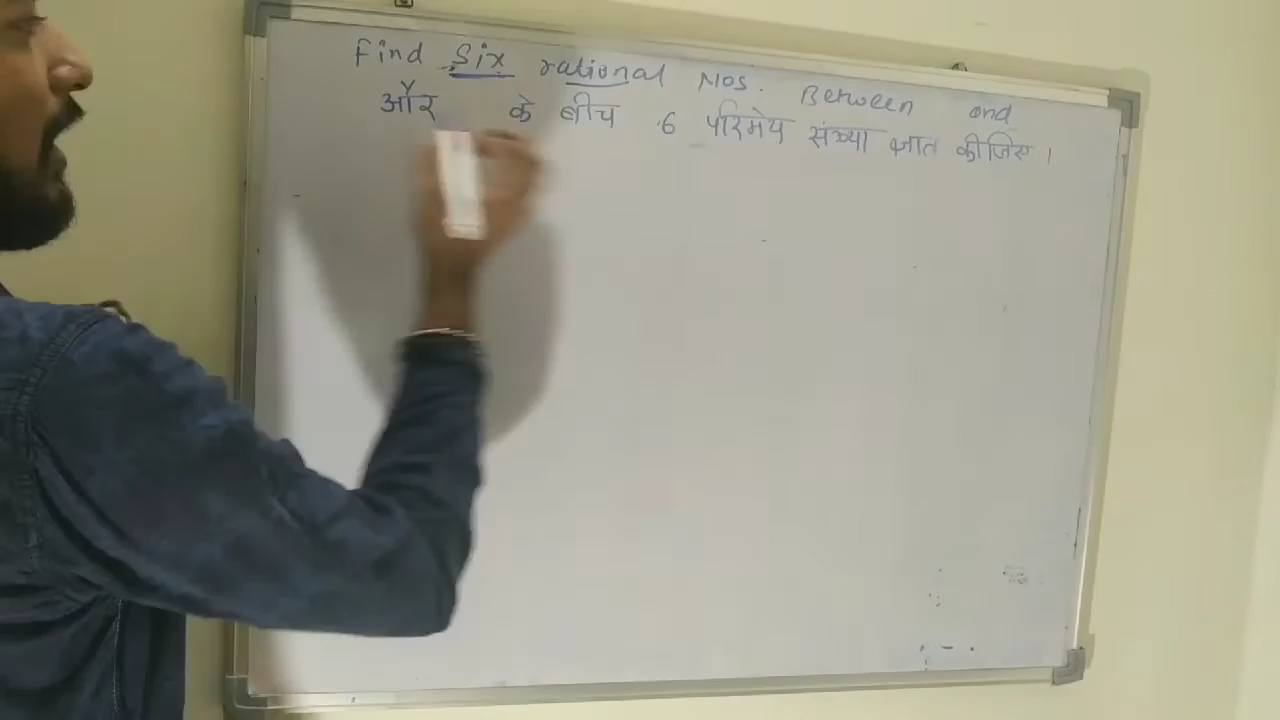 Find Six rational Nos. Between and
और के बीच 6 परिमेय संख्या ज्ञात कीजिए ।